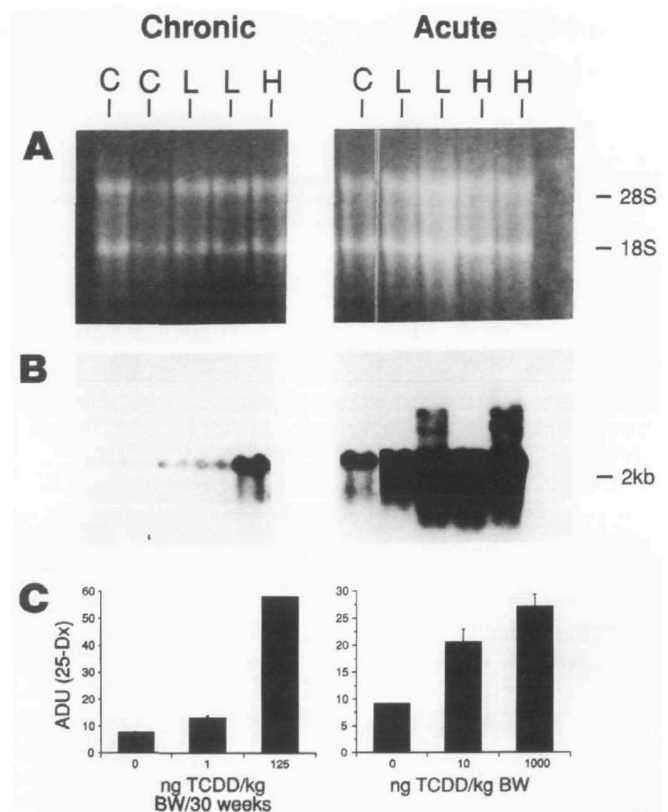 Chronic Acute
C C L L H C L L H H
A
28S
18S
B
2kb
C
ADU (25-Dx)
60
50
40
30
20
10
0
0 1 125
ng TCDD/kg
BW/30 weeks
30
25
20
15
10
5
0
0 10 1000
ng TCDD/kg BW